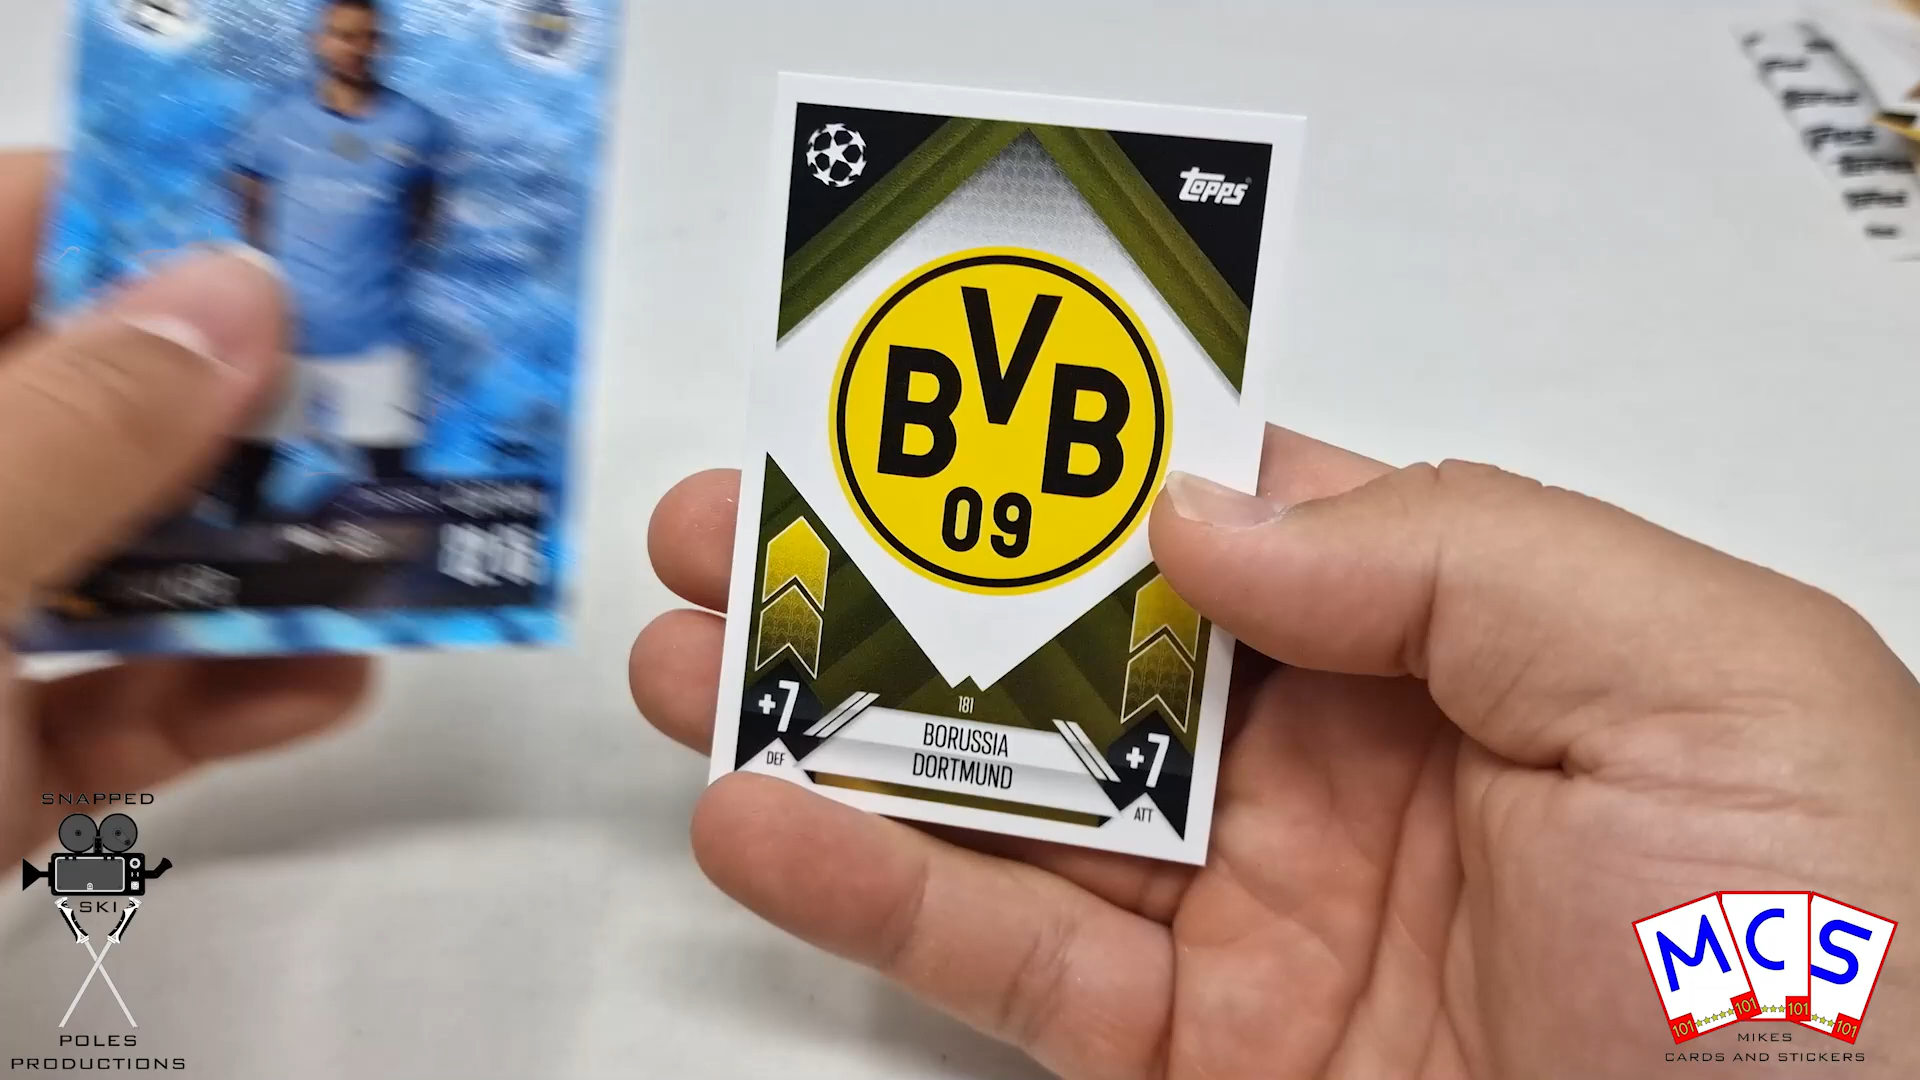 topps
BVB
09
181
BORUSSIA
DORTMUND
+7
DEF
+7
ATT
SNAPPED
SKI
POLES
PRODUCTIONS
MCS
101 101 101 101
MIKES
CARDS AND STICKERS